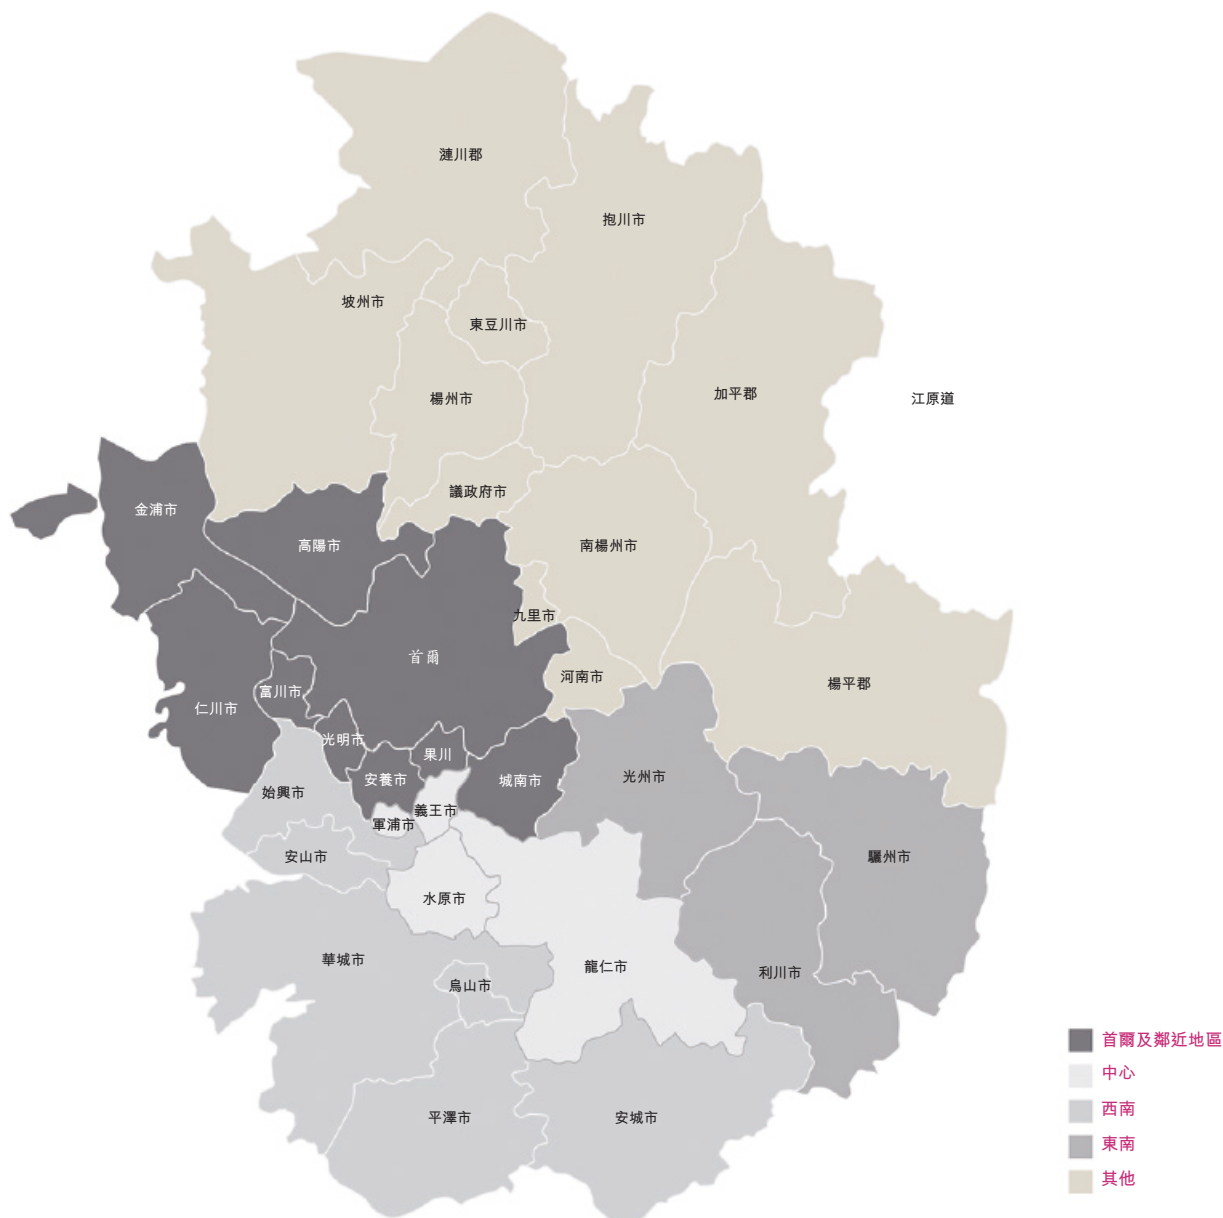 漣川郡
抱川市
坡州市
東豆川市
加平郡
楊州市
江原道
議政府市
金浦市
高陽市
南楊州市
九里市
首爾
河南市
楊平郡
富川市
仁川市
光明市
果川
安養市
城南市
光州市
始興市
義王市
軍浦市
安山市
驪州市
水原市
華城市
龍仁市
利川市
烏山市
平澤市
安城市
首爾及鄰近地區
中心
西南
東南
其他